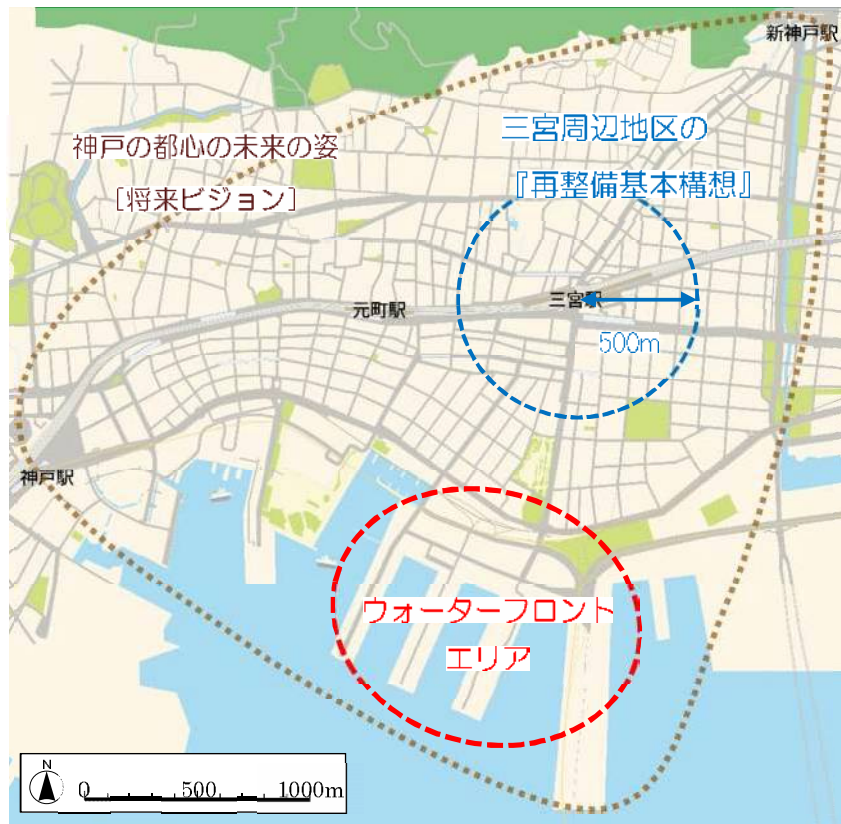 新神戸駅
三宮周辺地区の
『再整備基本構想』
神戸の都心の未来の姿
[将来ビジョン]
元町駅
三宮駅
500m
神戸駅
ウォーターフロント
エリア
N
0 500 1000m